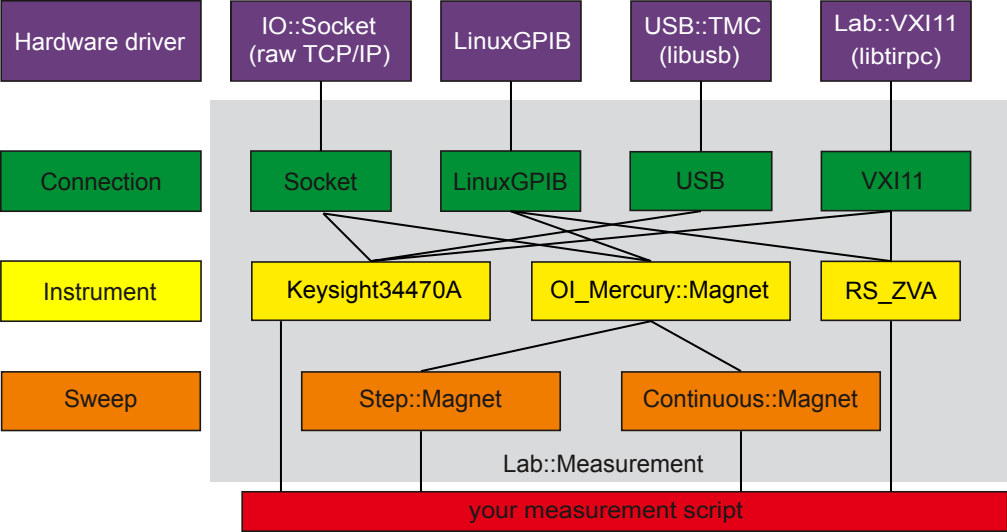 Hardware driver
IO::Socket
(raw TCP/IP)
LinuxGPIB
USB::TMC
(libusb)
Lab::VXI11
(libtirpc)
Connection
Socket
LinuxGPIB
USB
VXI11
Instrument
Keysight34470A
OI_Mercury::Magnet
RS_ZVA
Sweep
Step::Magnet
Continuous::Magnet
Lab::Measurement
your measurement script